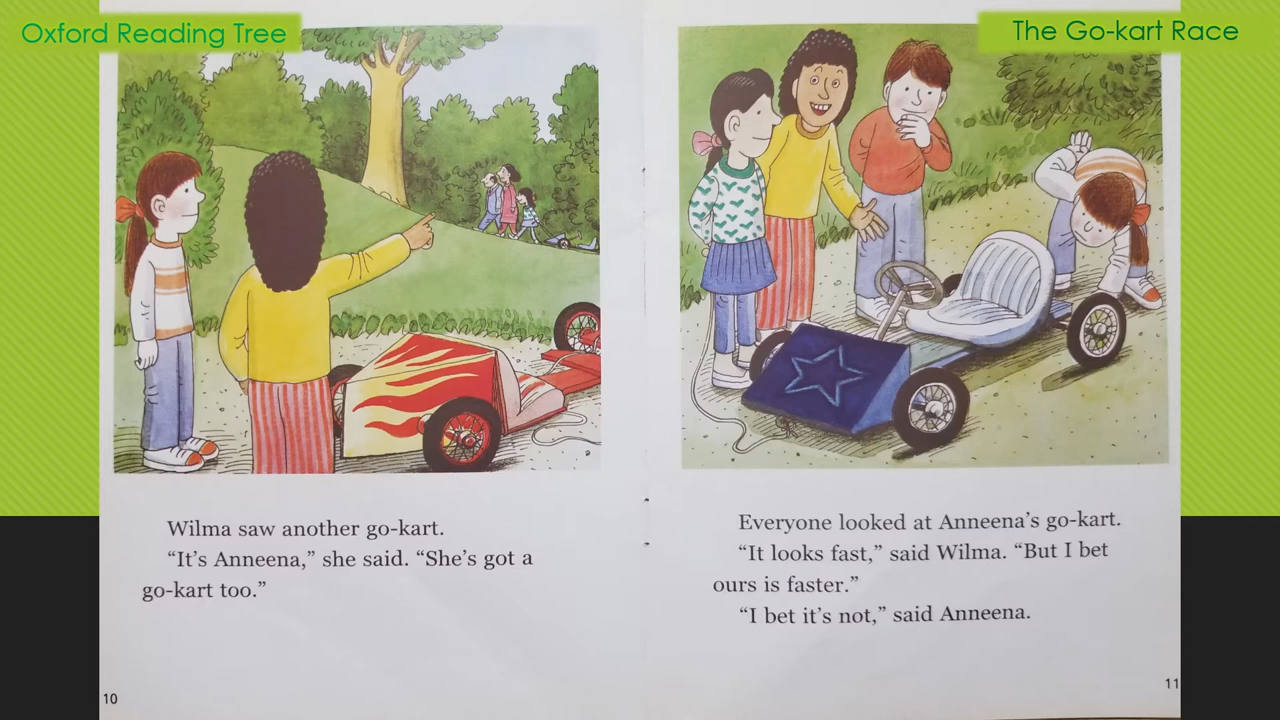 Oxford Reading Tree
The Go-kart Race
Wilma saw another go-kart.
“It’s Anneena,” she said. “She’s got a
go-kart too.”
10
Everyone looked at Anneena’s go-kart.
“It looks fast,” said Wilma. “But I bet
ours is faster.”
“I bet it’s not,” said Anneena.
11